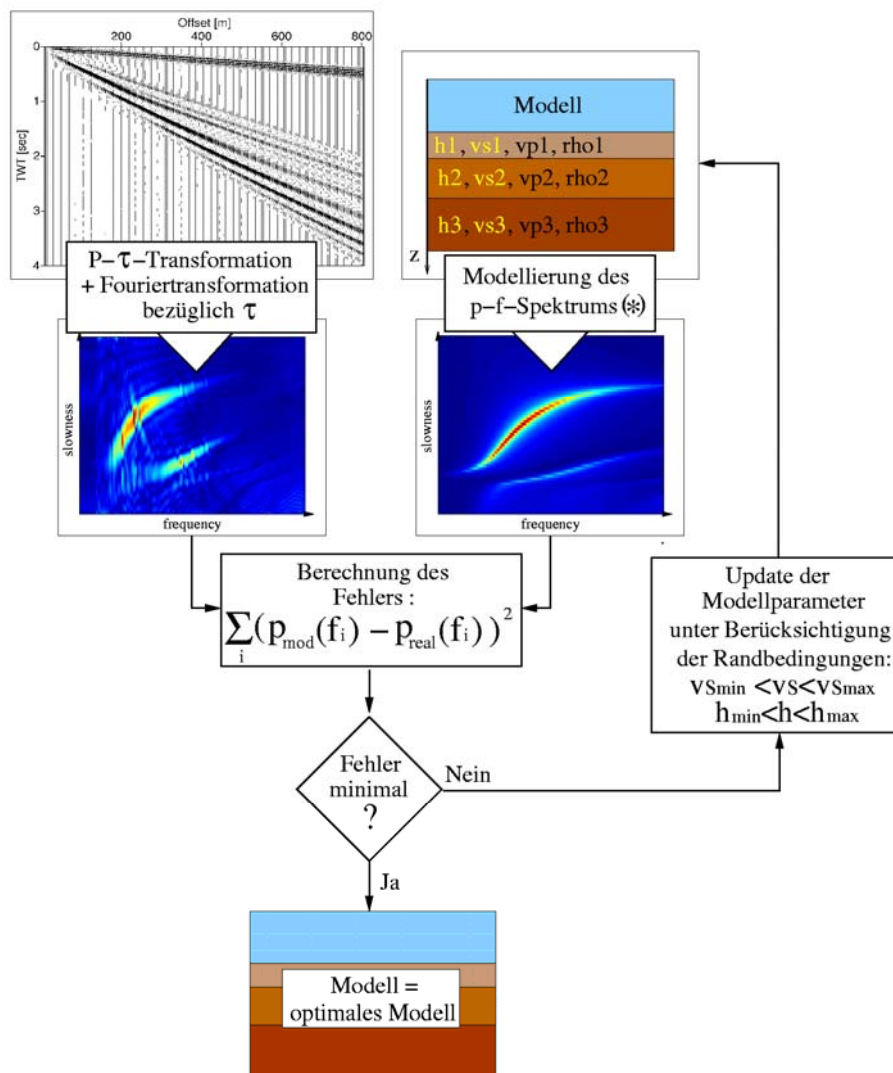 Offset [m]
200 400 600 800
0
1
2
3
4
TWT [sec]
P-τ-Transformation
+ Fouriertransformation
bezüglich τ
slowness
frequency
Modell
h1, vs1, vp1, rho1
h2, vs2, vp2, rho2
h3, vs3, vp3, rho3
z
Modellierung des
p-f-Spektrums(*)
slowness
frequency
Berechnung des
Fehlers :
∑i(pmod(fi) - preal(fi))²
Update der
Modellparameter
unter Berücksichtigung
der Randbedingungen:
vSmin <vS<vSmax
hmin<h<hmax
Fehler
minimal
?
Nein
Ja
Modell =
optimales Modell